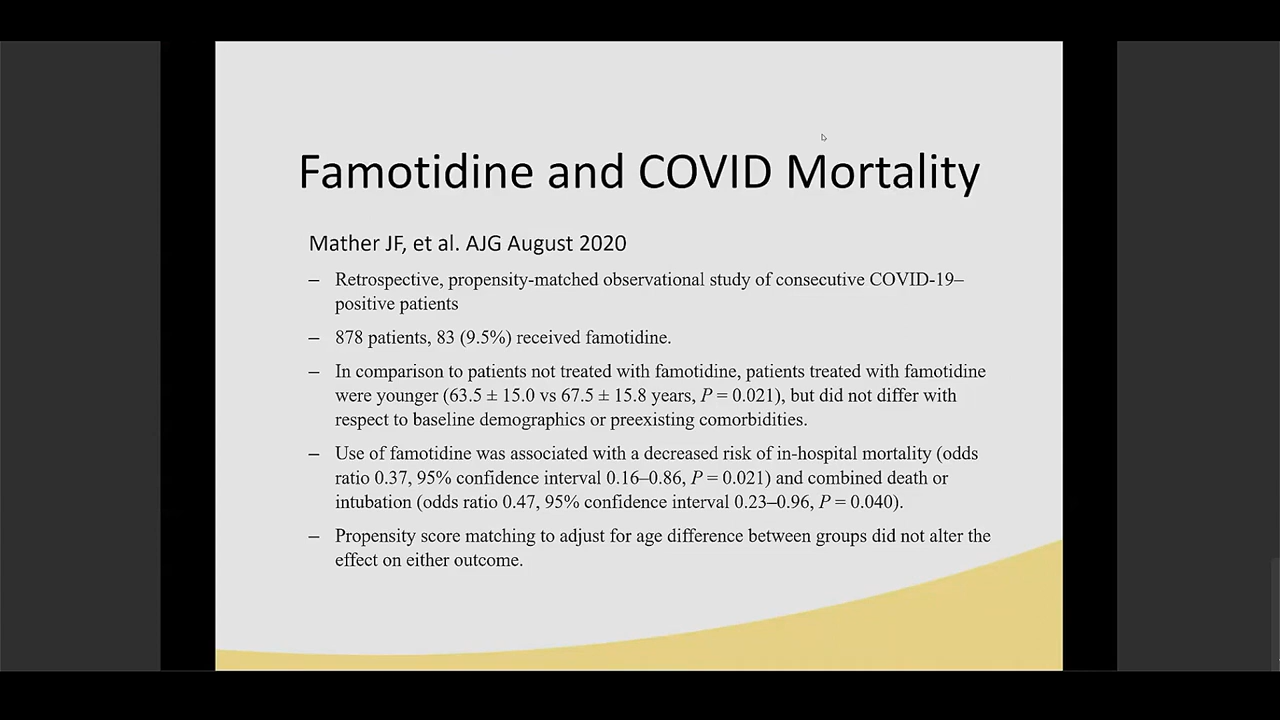 Famotidine and COVID Mortality
Mather JF, et al. AJG August 2020
– Retrospective, propensity-matched observational study of consecutive COVID-19–
positive patients
– 878 patients, 83 (9.5%) received famotidine.
– In comparison to patients not treated with famotidine, patients treated with famotidine
were younger (63.5 ± 15.0 vs 67.5 ± 15.8 years, P = 0.021), but did not differ with
respect to baseline demographics or preexisting comorbidities.
– Use of famotidine was associated with a decreased risk of in-hospital mortality (odds
ratio 0.37, 95% confidence interval 0.16–0.86, P = 0.021) and combined death or
intubation (odds ratio 0.47, 95% confidence interval 0.23–0.96, P = 0.040).
– Propensity score matching to adjust for age difference between groups did not alter the
effect on either outcome.